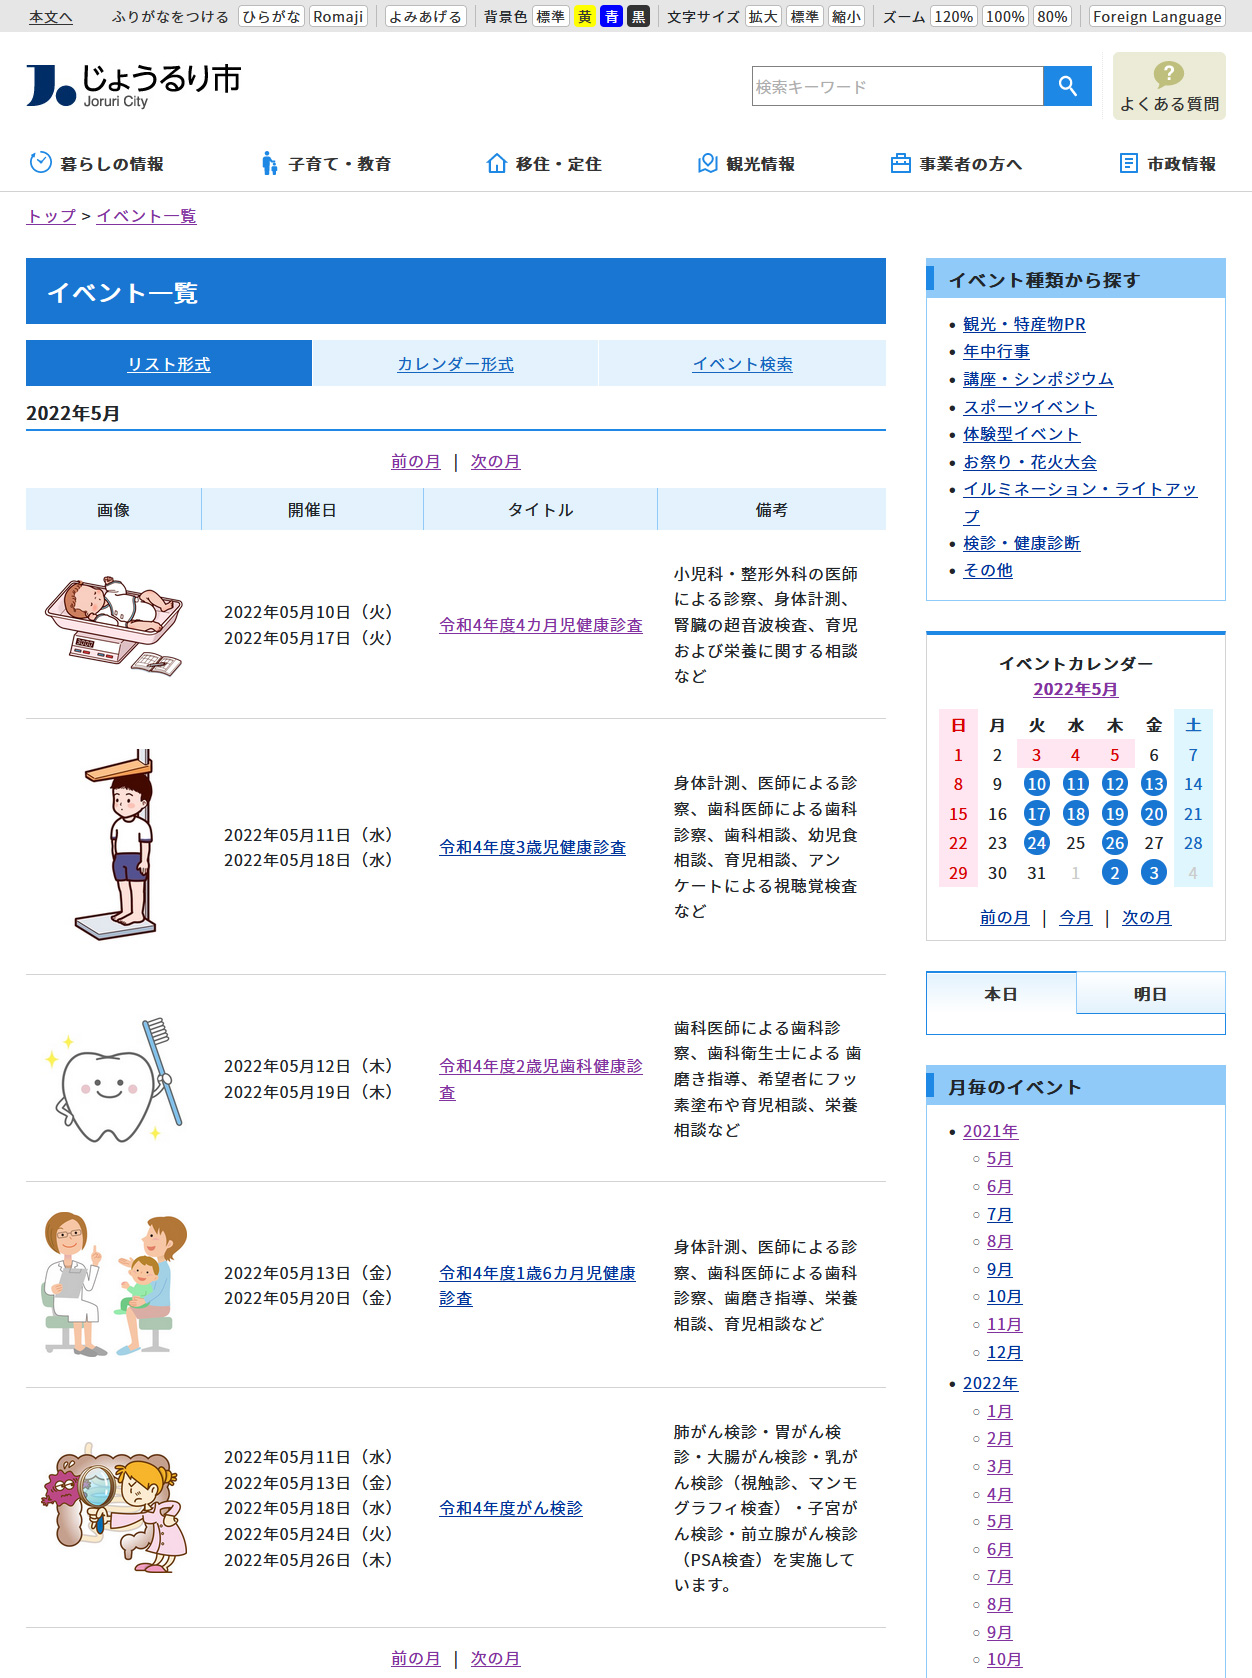 本文へ ふりがなをつける ひらがな Romaji よみあげる 背景色 標準 黄 青 黒 文字サイズ 拡大 標準 縮小 ズーム 120% 100% 80% Foreign Language
じょうるり市
Joruri City
検索キーワード
?
よくある質問
暮らしの情報 子育て・教育 移住・定住 観光情報 事業者の方へ 市政情報
トップ > イベント一覧
イベント一覧
リスト形式 カレンダー形式 イベント検索
2022年5月
前の月 | 次の月
画像 開催日 タイトル 備考
2022年05月10日（火）
2022年05月17日（火）
令和4年度4カ月児健康診査
小児科・整形外科の医師
による診察、身体計測、
腎臓の超音波検査、育児
および栄養に関する相談
など
2022年05月11日（水）
2022年05月18日（水）
令和4年度3歳児健康診査
身体計測、医師による診
察、歯科医師による歯科
診察、歯科相談、幼児食
相談、育児相談、アン
ケートによる視聴覚検査
など
2022年05月12日（木）
2022年05月19日（木）
令和4年度2歳児歯科健康診
査
歯科医師による歯科診
察、歯科衛生士による 歯
磨き指導、希望者にフッ
素塗布や育児相談、栄養
相談など
2022年05月13日（金）
2022年05月20日（金）
令和4年度1歳6カ月児健康
診査
身体計測、医師による診
察、歯科医師による歯科
診察、歯磨き指導、栄養
相談、育児相談など
2022年05月11日（水）
2022年05月13日（金）
2022年05月18日（水）
2022年05月24日（火）
2022年05月26日（木）
令和4年度がん検診
肺がん検診・胃がん検
診・大腸がん検診・乳が
ん検診（視触診、マンモ
グラフィ検査）・子宮が
ん検診・前立腺がん検診
（PSA検査）を実施して
います。
前の月 | 次の月
イベント種類から探す
観光・特産物PR
年中行事
講座・シンポジウム
スポーツイベント
体験型イベント
お祭り・花火大会
イルミネーション・ライトアッ
プ
検診・健康診断
その他
イベントカレンダー
2022年5月
日 月 火 水 木 金 土
1 2 3 4 5 6 7
8 9 10 11 12 13 14
15 16 17 18 19 20 21
22 23 24 25 26 27 28
29 30 31 1 2 3 4
前の月 | 今月 | 次の月
本日 明日
月毎のイベント
2021年
5月
6月
7月
8月
9月
10月
11月
12月
2022年
1月
2月
3月
4月
5月
6月
7月
8月
9月
10月